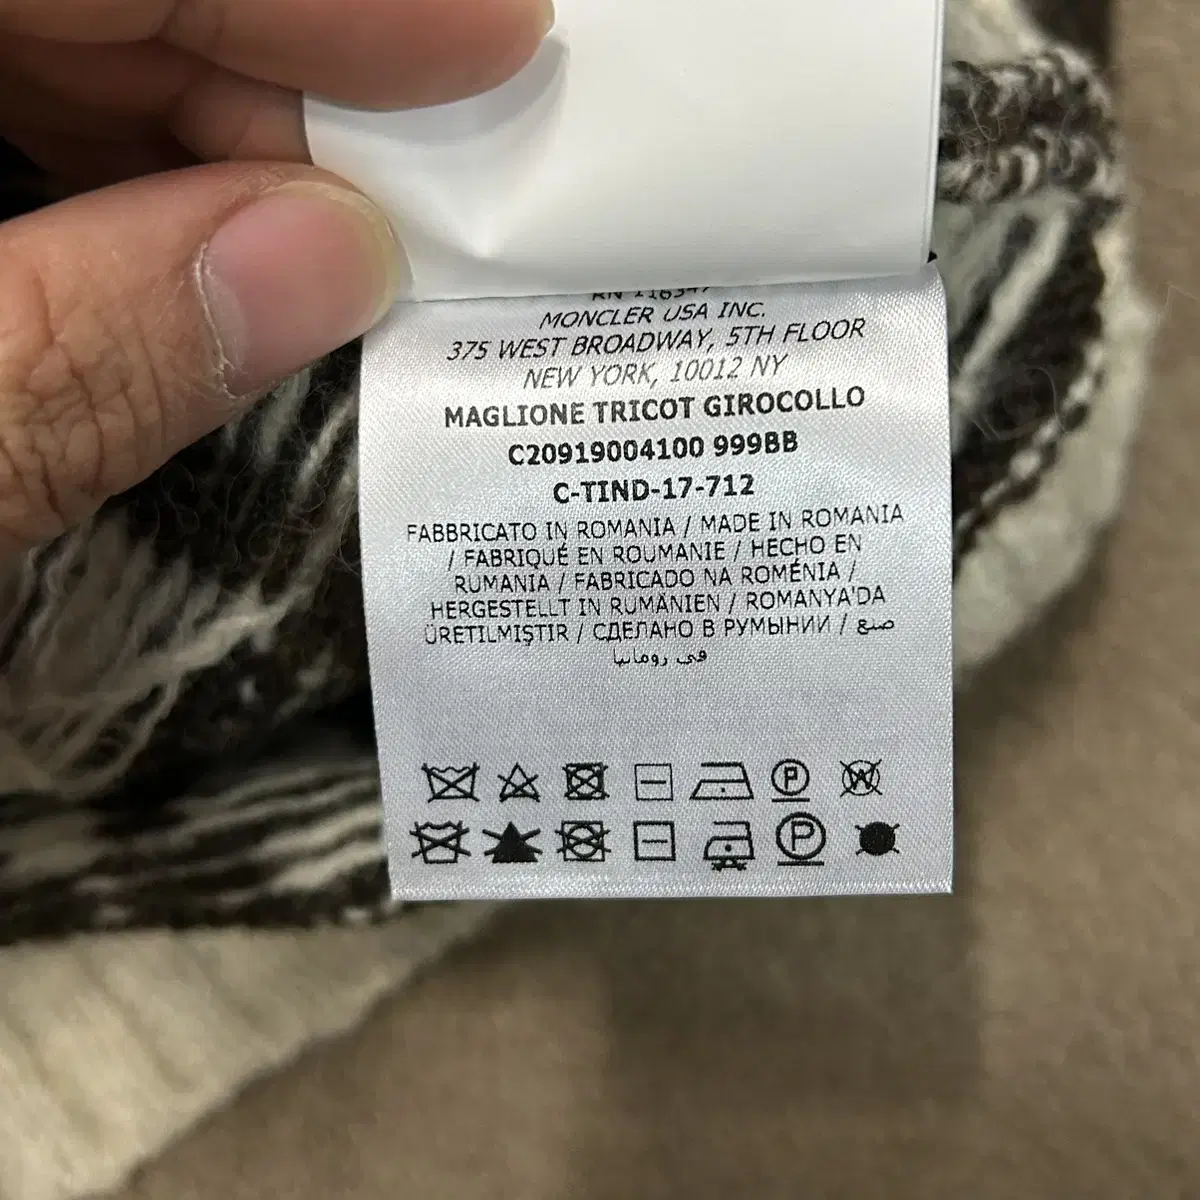 MONCLER USA INC.
375 WEST BROADWAY, 5TH FLOOR
NEW YORK, 10012 NY
MAGLIONE TRICOT GIROCOLLO
C20919004100 999BB
C-TIND-17-712
FABBRICATO IN ROMANIA / MADE IN ROMANIA
/ FABRIQUÉ EN ROUMANIE / HECHO EN
RUMANIA / FABRICADO NA ROMÉNIA /
HERGESTELLT IN RUMÄNIEN / ROMANYA'DA
ÜRETILMIŞTIR / СДЕЛАНО В РУМЫНИИ / صنع
في رومانيا
P W
P